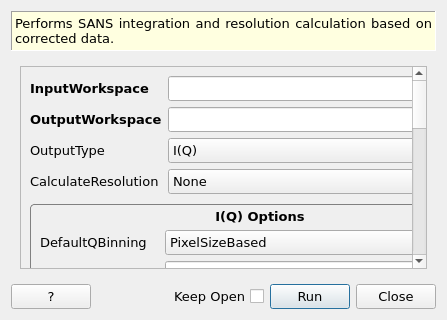 Performs SANS integration and resolution calculation based on
corrected data.
InputWorkspace
OutputWorkspace
OutputType I(Q)
CalculateResolution None
I(Q) Options
DefaultQBinning PixelSizeBased
? Keep Open Run Close